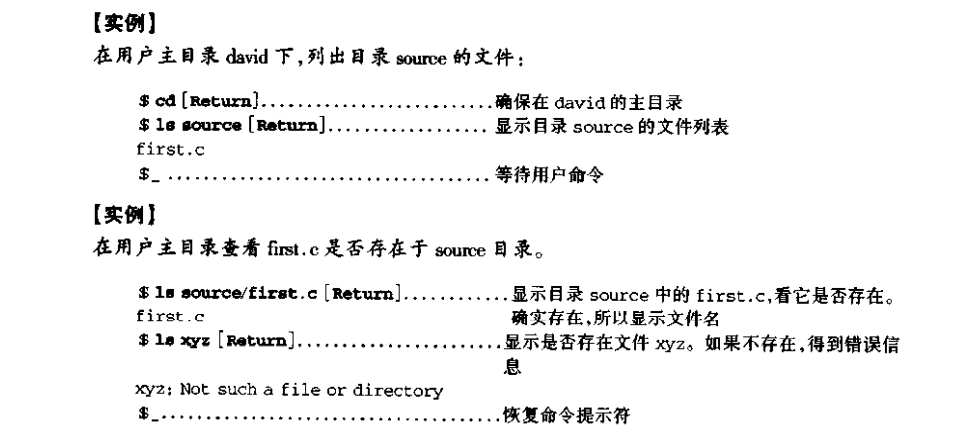 【实例】
在用户主目录 david 下,列出目录 source 的文件:
$ cd [Return]..........................确保在 david 的主目录
$ ls source [Return].................. 显示目录 source 的文件列表
first.c
$_ .................................... 等待用户命令
【实例】
在用户主目录查看 first.c 是否存在于 source 目录。
$ ls source/first.c [Return]............显示目录 source 中的 first.c,看它是否存在。
first.c 确实存在,所以显示文件名
$ ls xyz [Return].......................显示是否存在文件 xyz。如果不存在,得到错误信
息
xyz: Not such a file or directory
$_......................................恢复命令提示符